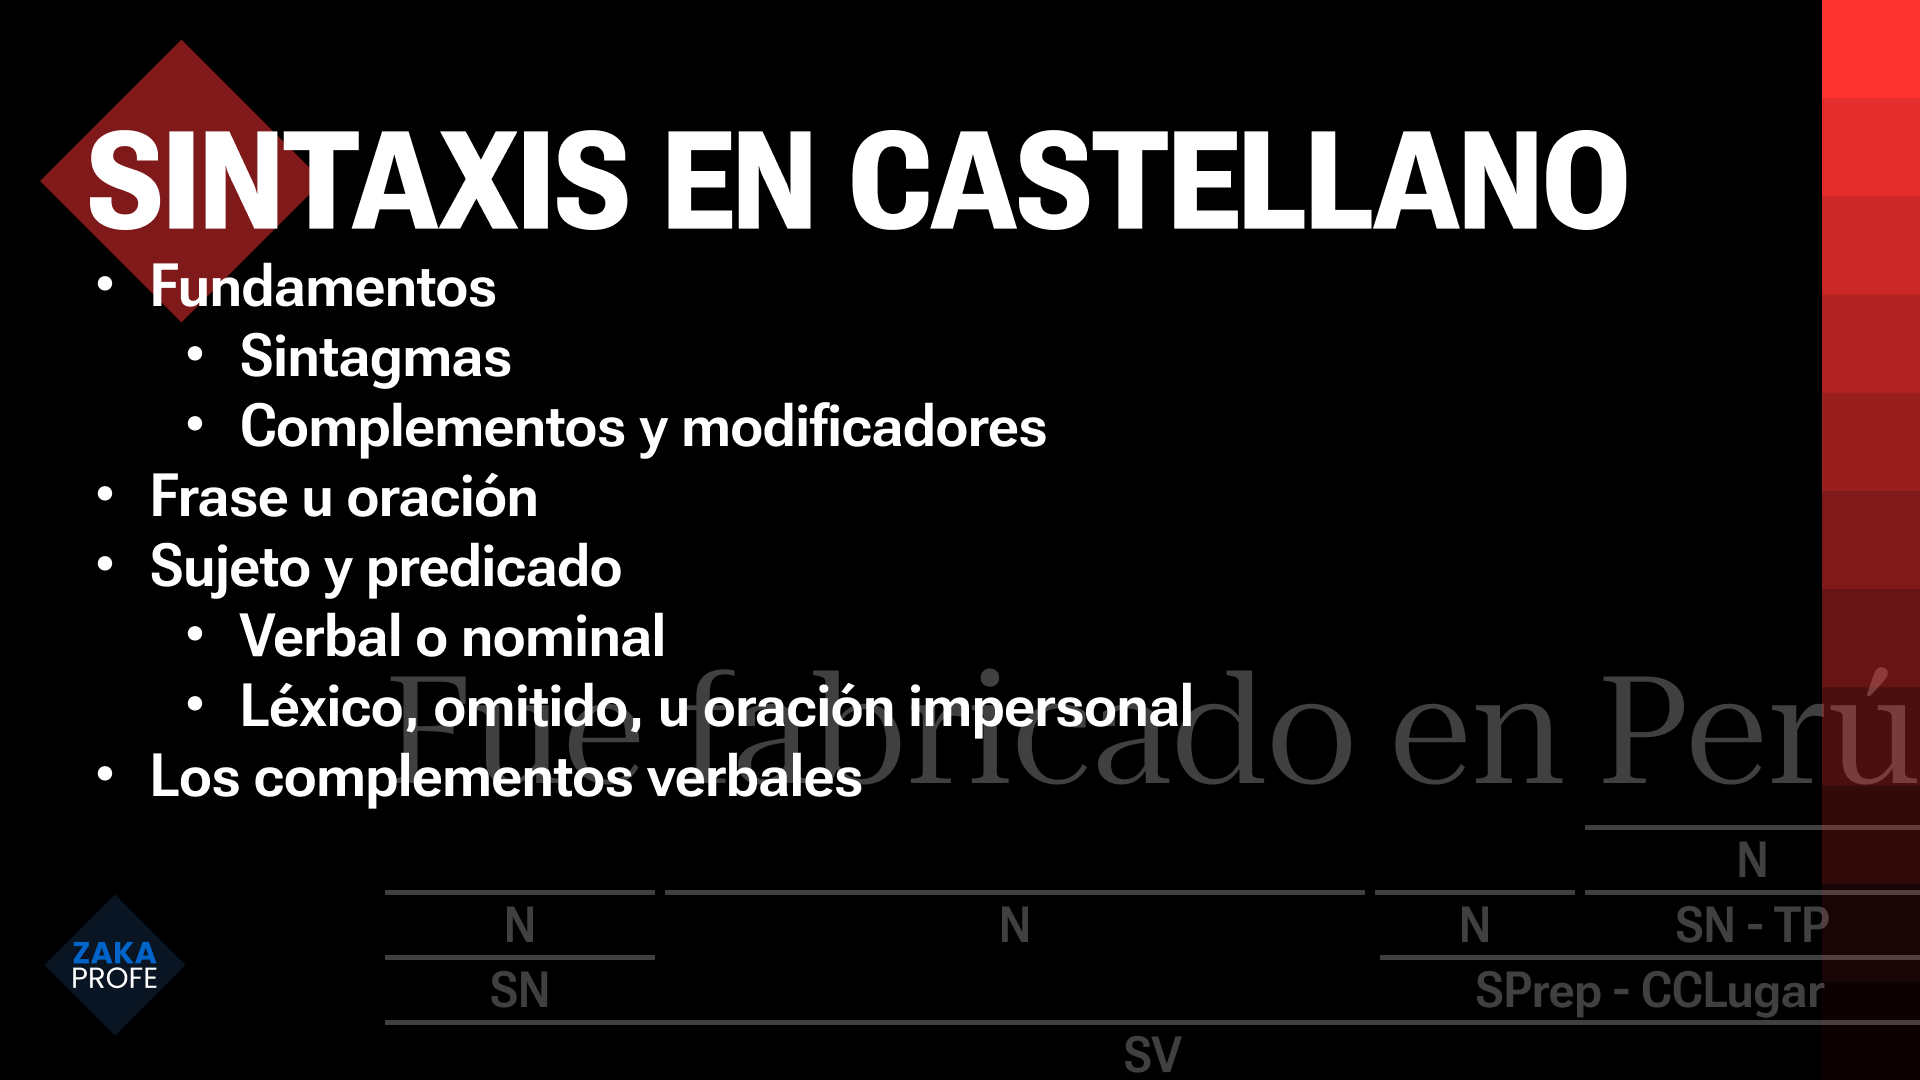 SINTAXIS EN CASTELLANO
• Fundamentos
• Sintagmas
• Complementos y modificadores
• Frase u oración
• Sujeto y predicado
• Verbal o nominal
• Léxico, omitido, u oración impersonal
• Los complementos verbales
Fue fabricado en Perú
N
N N N SN - TP
SN SPrep - CCLugar
SV
ZAKA
PROFE